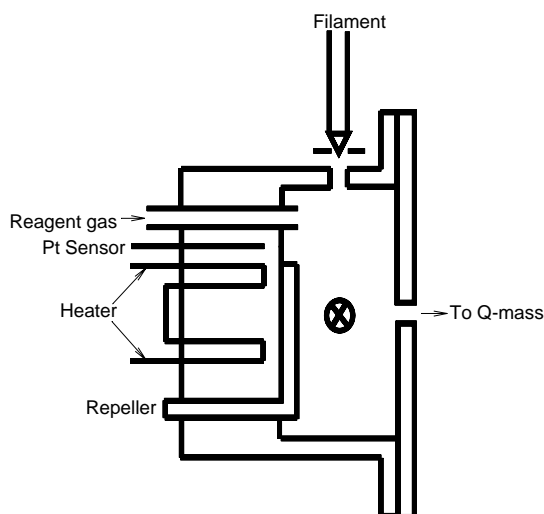 Filament
Reagent gas
Pt Sensor
Heater
To Q-mass
Repeller